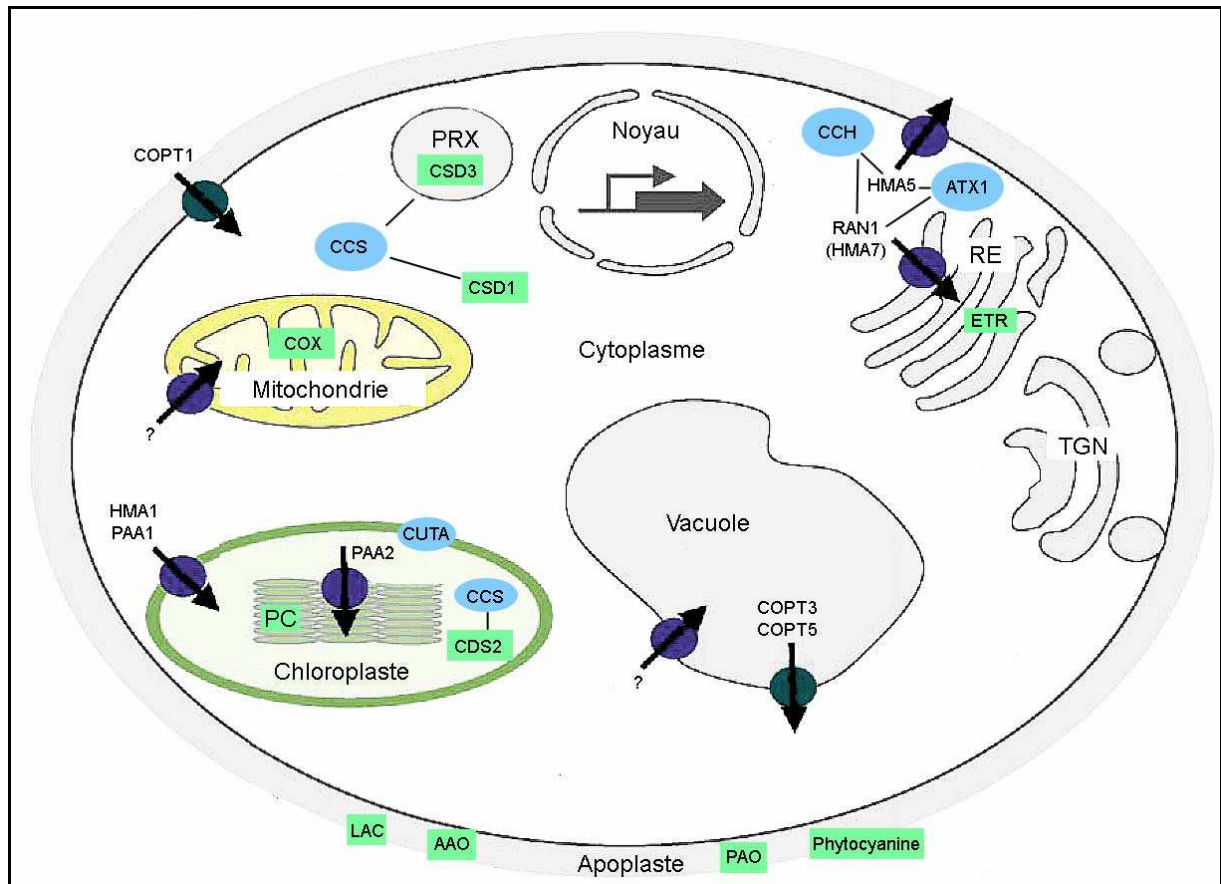 Noyau
PRX
CSD3
CCH
COPT1
HMA5
ATX1
RAN1
(HMA7)
CCS
RE
CSD1
ETR
COX
Cytoplasme
Mitochondrie
?
TGN
HMA1
PAA1
CUTA
PAA2
Vacuole
CCS
PC
CDS2
Chloroplaste
COPT3
COPT5
?
LAC
AAO
Apoplaste
PAO
Phytocyanine